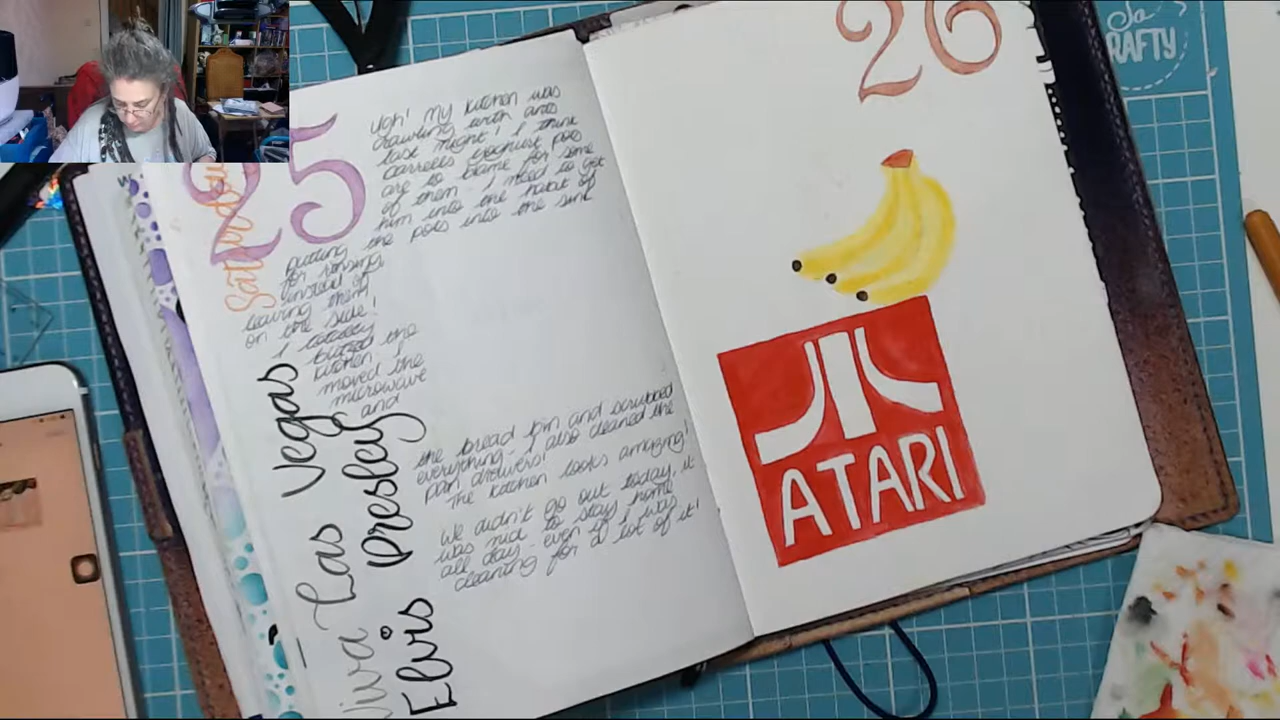 25
Saturday
Ugh! My kitchen was
crawling with ants
last night! I think
yoghurt pots
are to blame for some
of them - I need to get
him into the habit of
putting the pots into the sink
for rinsing
instead of
leaving them
on the side!
I totally
blitzed the
kitchen. I
moved the
microwave
and
the bread bin and scrubbed
everything. I also cleaned the
pan drawers!
The kitchen looks amazing!
We didn't go out today, it
was nice to stay home
all day - even if I was
cleaning for a lot of it!
Viva Las Vegas
Elvis Presley
26
ATARI
So
CRAFTY